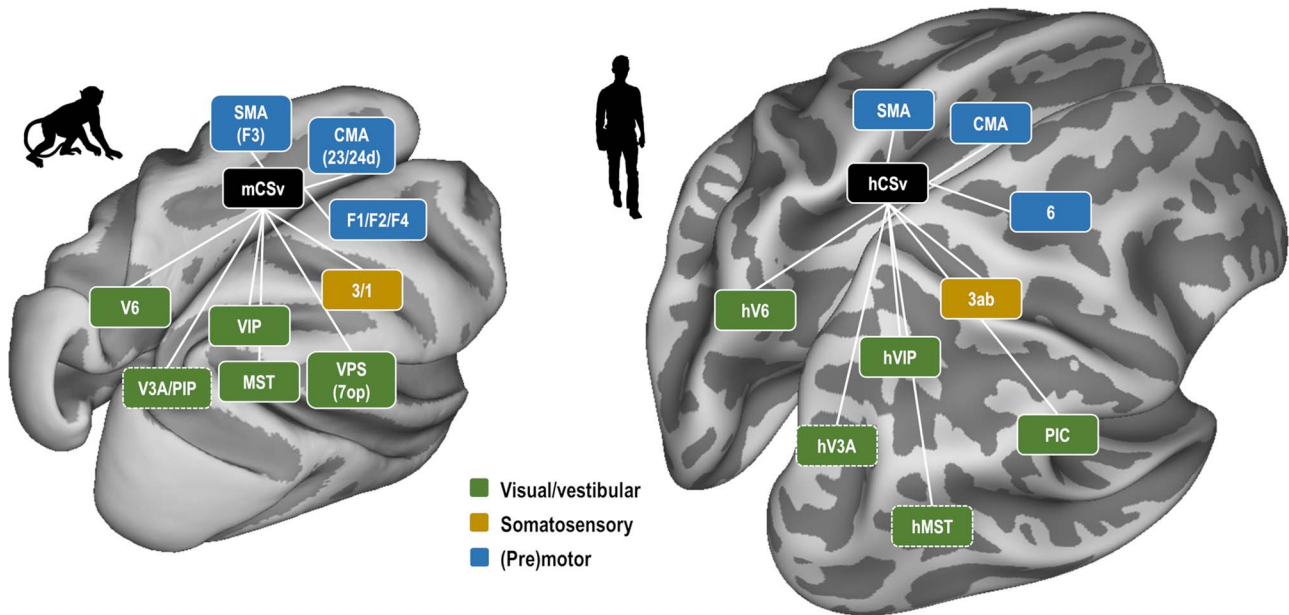 SMA
(F3)
CMA
(23/24d)
mCSv
F1/F2/F4
3/1
V6
VIP
V3A/PIP
MST
VPS
(7op)
SMA
CMA
hCSv
6
3ab
hV6
hVIP
hV3A
PIC
hMST
Visual/vestibular
Somatosensory
(Pre)motor